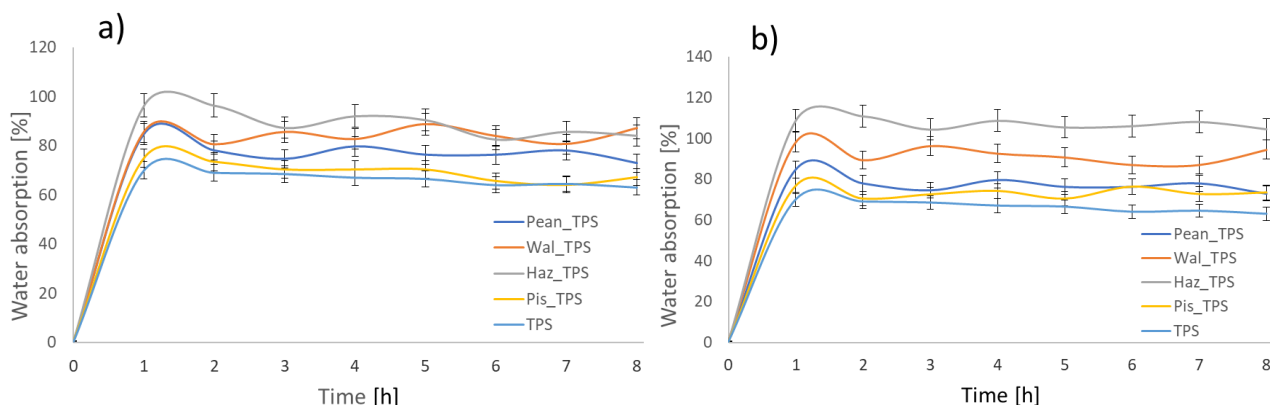 a)
Water absorption [%]
120
100
80
60
40
20
0
0 1 2 3 4 5 6 7 8
Time [h]
Pean_TPS
Wal_TPS
Haz_TPS
Pis_TPS
TPS
b)
Water absorption [%]
140
120
100
80
60
40
20
0
0 1 2 3 4 5 6 7 8
Time [h]
Pean_TPS
Wal_TPS
Haz_TPS
Pis_TPS
TPS